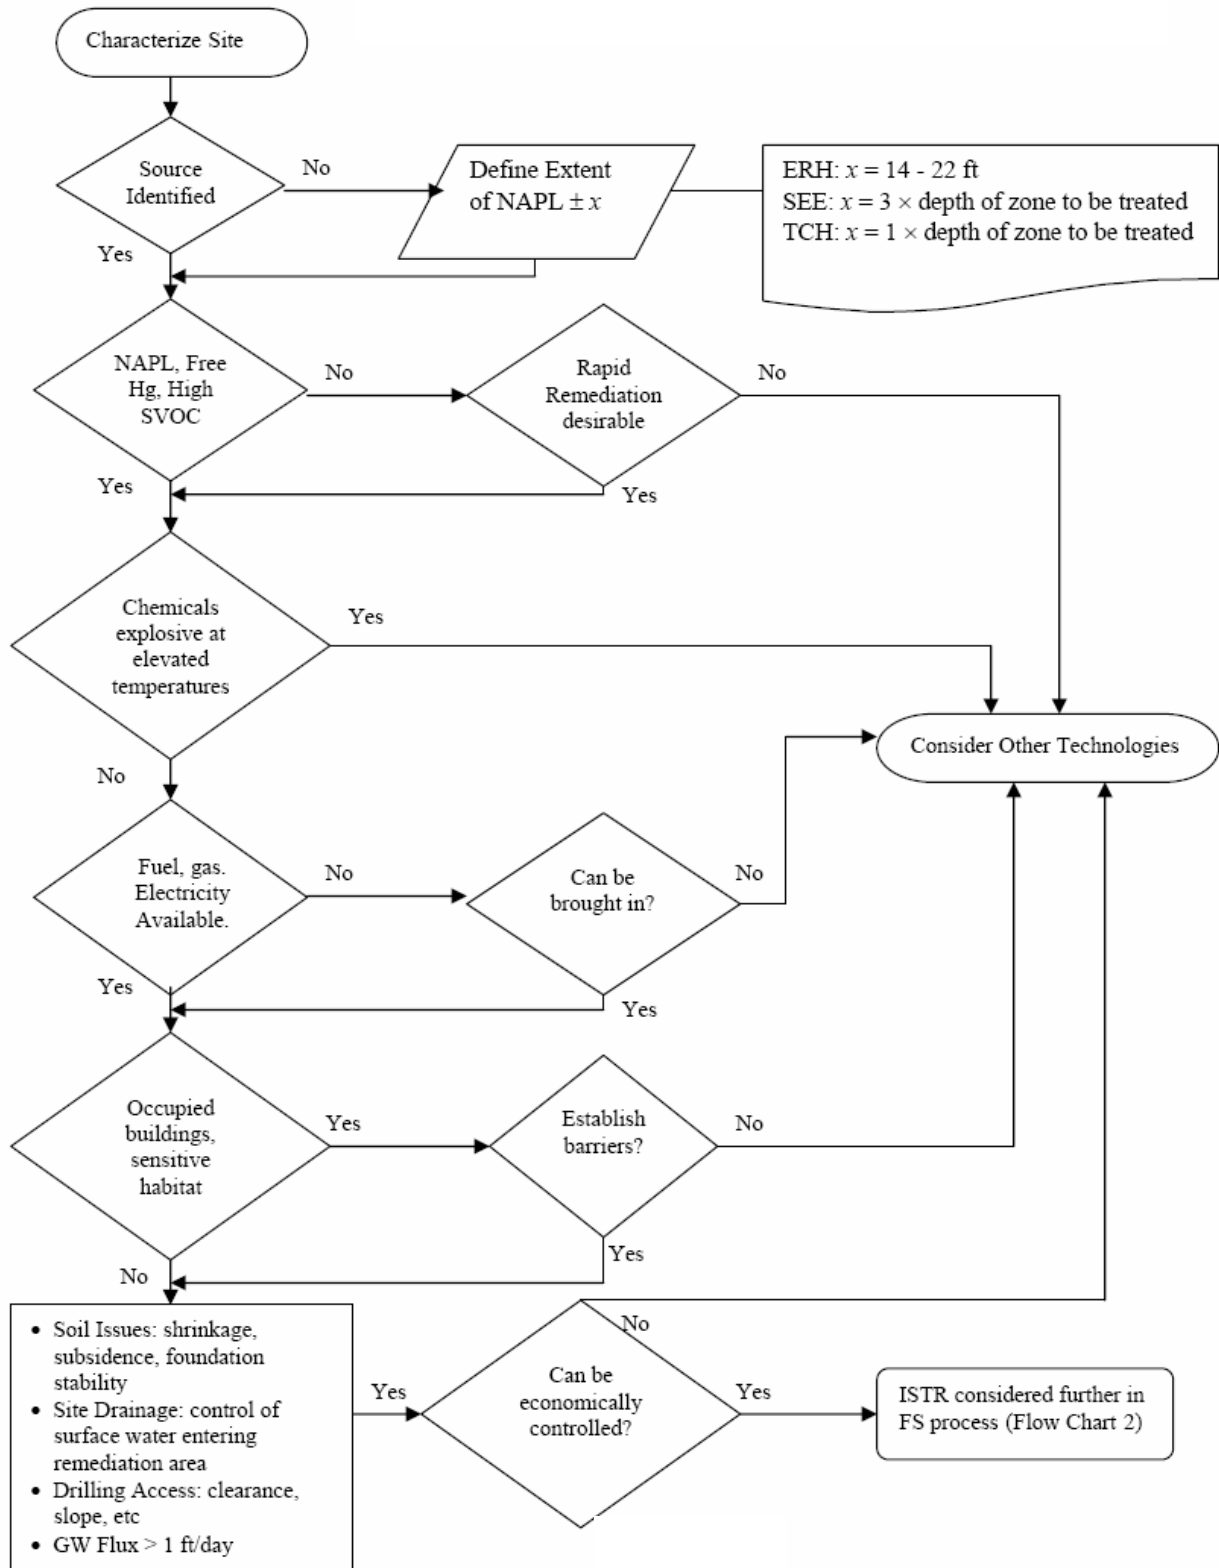 Characterize Site
Source
Identified
No
Define Extent
of NAPL ± x
ERH: x = 14 - 22 ft
SEE: x = 3 × depth of zone to be treated
TCH: x = 1 × depth of zone to be treated
Yes
NAPL, Free
Hg, High
SVOC
No
Rapid
Remediation
desirable
No
Yes
Yes
Chemicals
explosive at
elevated
temperatures
Yes
Consider Other Technologies
No
Fuel, gas.
Electricity
Available.
No
Can be
brought in?
No
Yes
Yes
Occupied
buildings,
sensitive
habitat
Yes
Establish
barriers?
No
Yes
No
• Soil Issues: shrinkage,
subsidence, foundation
stability
• Site Drainage: control of
surface water entering
remediation area
• Drilling Access: clearance,
slope, etc
• GW Flux > 1 ft/day
Yes
No
Can be
economically
controlled?
Yes
ISTR considered further in
FS process (Flow Chart 2)